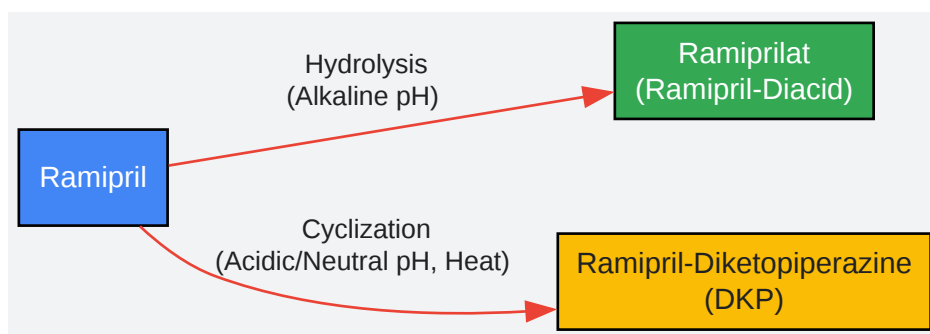 Ramipril
Hydrolysis
(Alkaline pH)
Ramiprilat
(Ramipril-Diacid)
Cyclization
(Acidic/Neutral pH, Heat)
Ramipril-Diketopiperazine
(DKP)